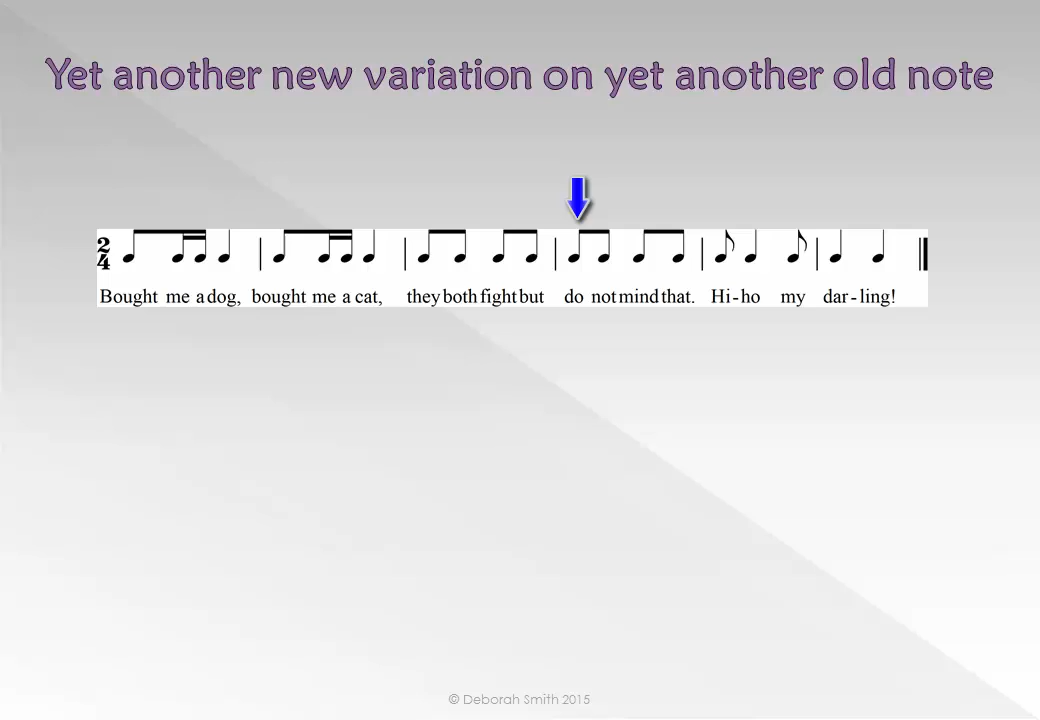 Yet another new variation on yet another old note
2
4
Bought me a dog, bought me a cat, they both fight but do not mind that. Hi-ho my dar-ling!
© Deborah Smith 2015